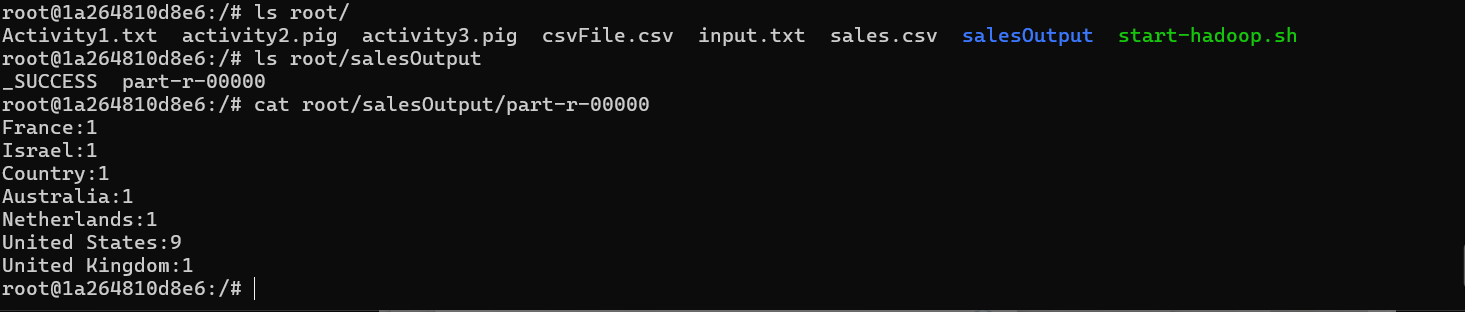 root@1a264810d8e6:/# ls root/
Activity1.txt  activity2.pig  activity3.pig  csvFile.csv  input.txt  sales.csv  salesOutput  start-hadoop.sh
root@1a264810d8e6:/# ls root/salesOutput
_SUCCESS  part-r-00000
root@1a264810d8e6:/# cat root/salesOutput/part-r-00000
France:1
Israel:1
Country:1
Australia:1
Netherlands:1
United States:9
United Kingdom:1
root@1a264810d8e6:/#